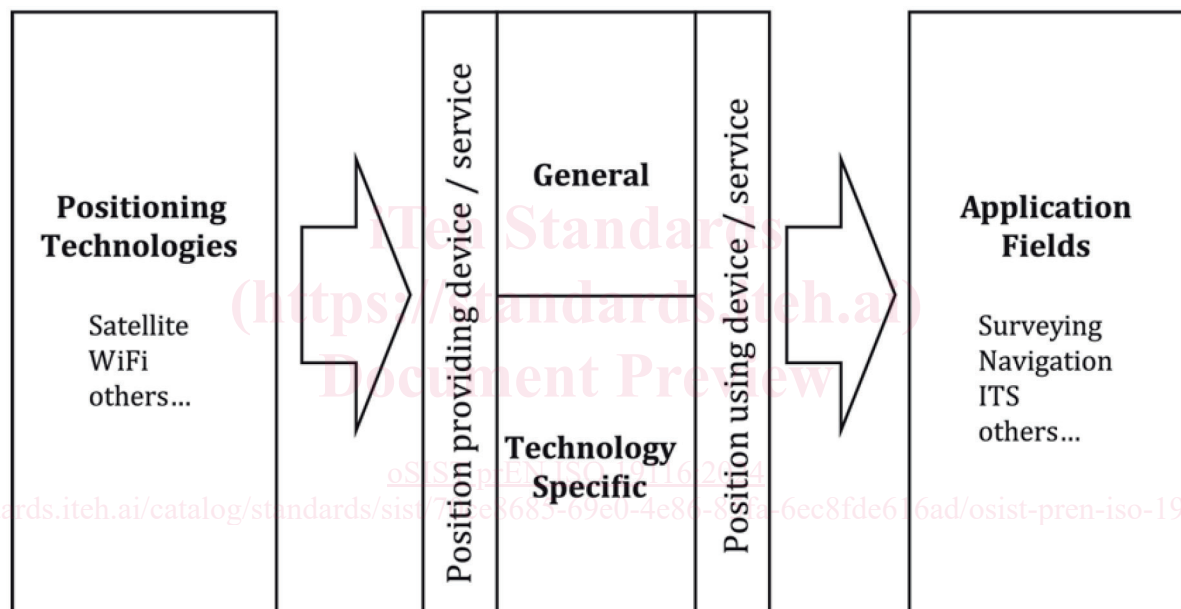 Positioning
Technologies
Satellite
WiFi
others…
Position providing device / service
General
Technology
Specific
Position using device / service
Application
Fields
Surveying
Navigation
ITS
others…
iTeh Standards
(https://standards.iteh.ai)
Document Preview
oSIST prEN ISO 19116:2024